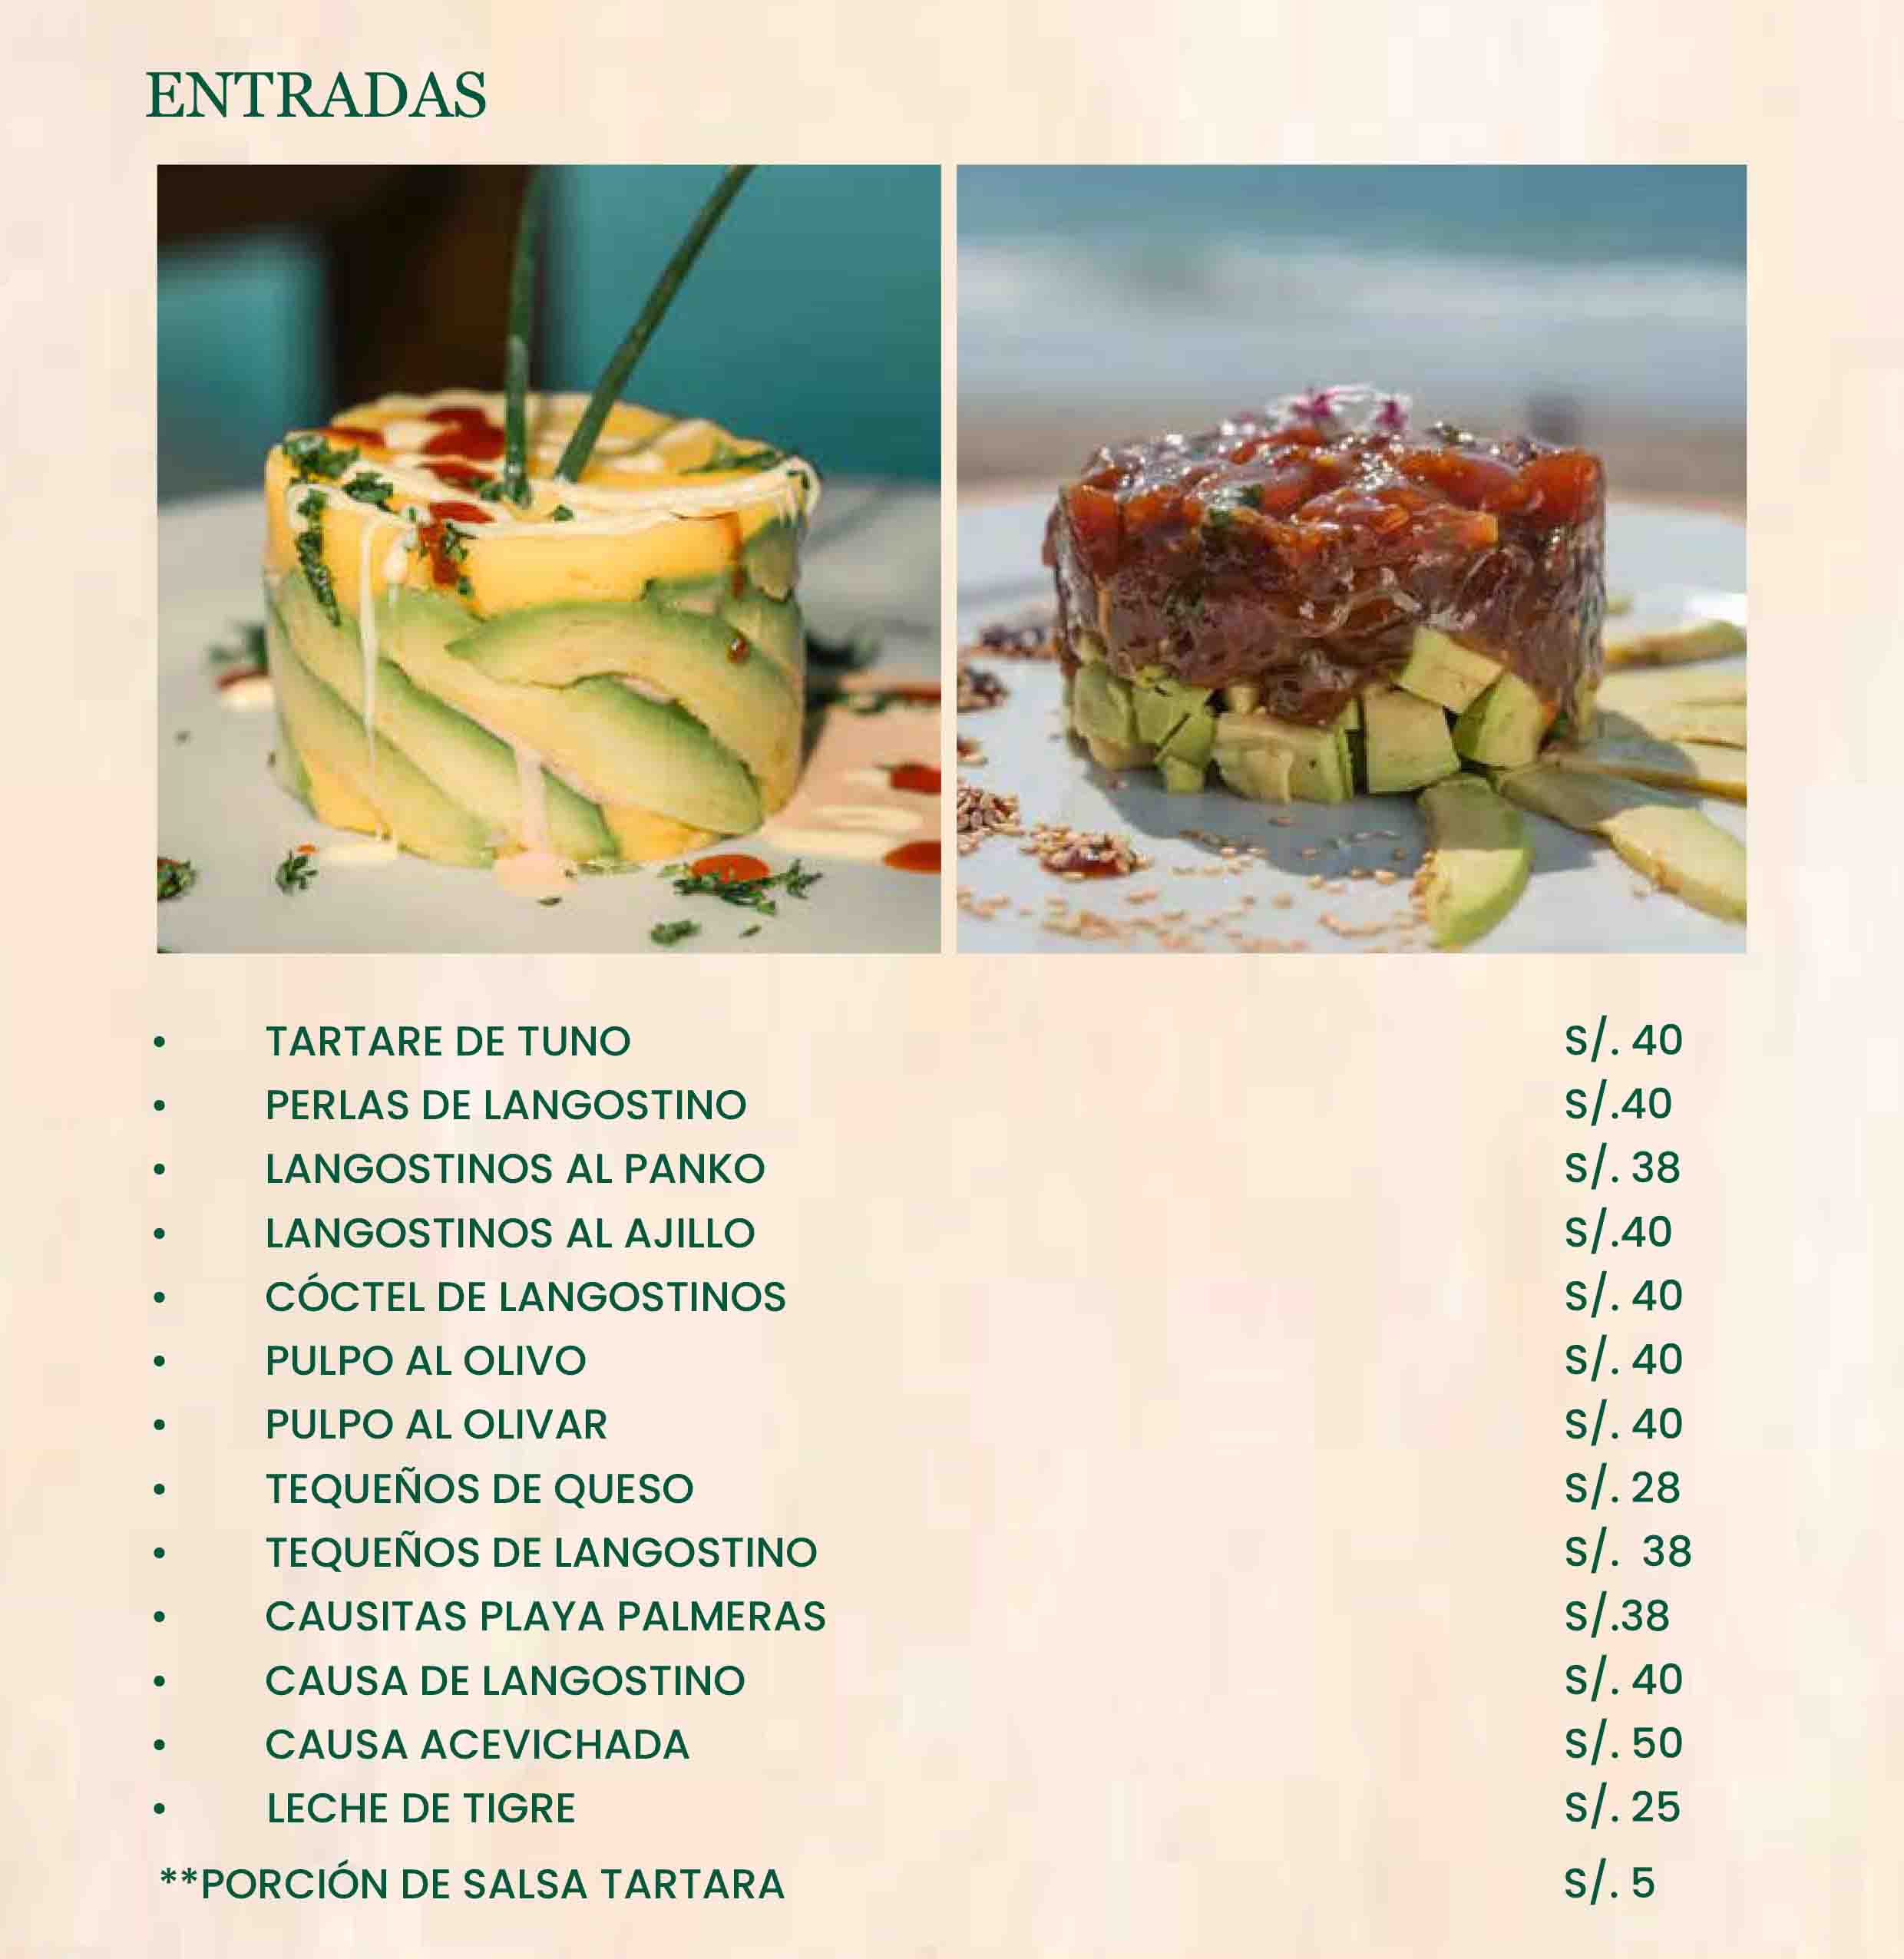 ENTRADAS
• TARTARE DE TUNO S/. 40
• PERLAS DE LANGOSTINO S/.40
• LANGOSTINOS AL PANKO S/. 38
• LANGOSTINOS AL AJILLO S/.40
• CÓCTEL DE LANGOSTINOS S/. 40
• PULPO AL OLIVO S/. 40
• PULPO AL OLIVAR S/. 40
• TEQUEÑOS DE QUESO S/. 28
• TEQUEÑOS DE LANGOSTINO S/. 38
• CAUSITAS PLAYA PALMERAS S/.38
• CAUSA DE LANGOSTINO S/. 40
• CAUSA ACEVICHADA S/. 50
• LECHE DE TIGRE S/. 25
**PORCIÓN DE SALSA TARTARA S/. 5